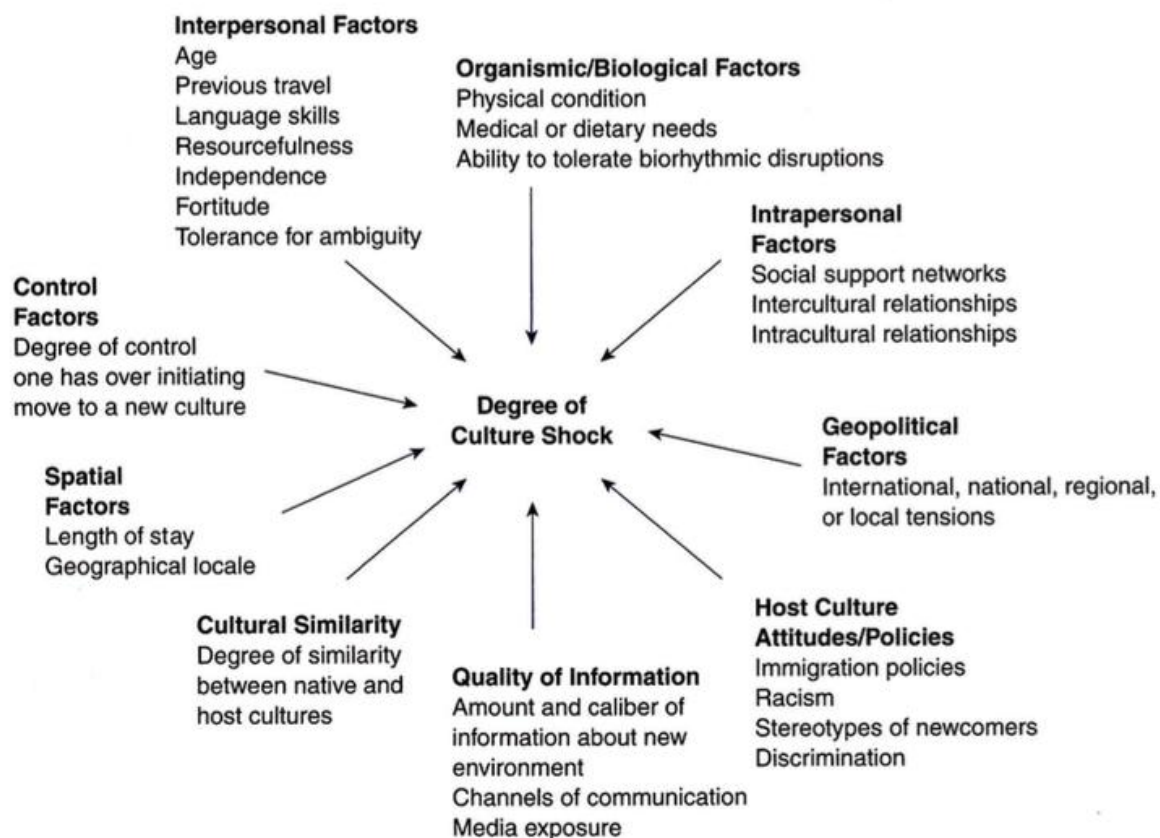 Interpersonal Factors
Age
Previous travel
Language skills
Resourcefulness
Independence
Fortitude
Tolerance for ambiguity
Organismic/Biological Factors
Physical condition
Medical or dietary needs
Ability to tolerate biorhythmic disruptions
Intrapersonal
Factors
Social support networks
Intercultural relationships
Intracultural relationships
Control
Factors
Degree of control
one has over initiating
move to a new culture
Degree of
Culture Shock
Geopolitical
Factors
International, national, regional,
or local tensions
Spatial
Factors
Length of stay
Geographical locale
Cultural Similarity
Degree of similarity
between native and
host cultures
Quality of Information
Amount and caliber of
information about new
environment
Channels of communication
Media exposure
Host Culture
Attitudes/Policies
Immigration policies
Racism
Stereotypes of newcomers
Discrimination